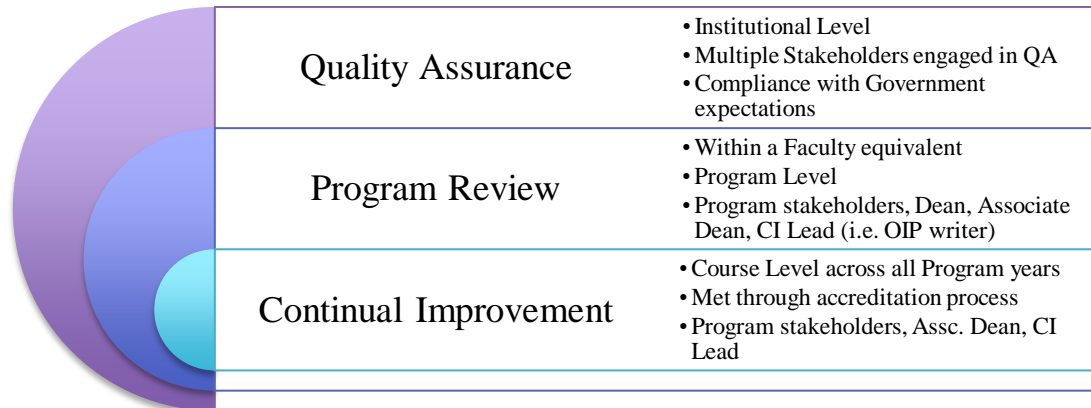 Quality Assurance
• Institutional Level
• Multiple Stakeholders engaged in QA
• Compliance with Government
expectations
Program Review
• Within a Faculty equivalent
• Program Level
• Program stakeholders, Dean, Associate
Dean, CI Lead (i.e. OIP writer)
Continual Improvement
• Course Level across all Program years
• Met through accreditation process
• Program stakeholders, Assc. Dean, CI
Lead